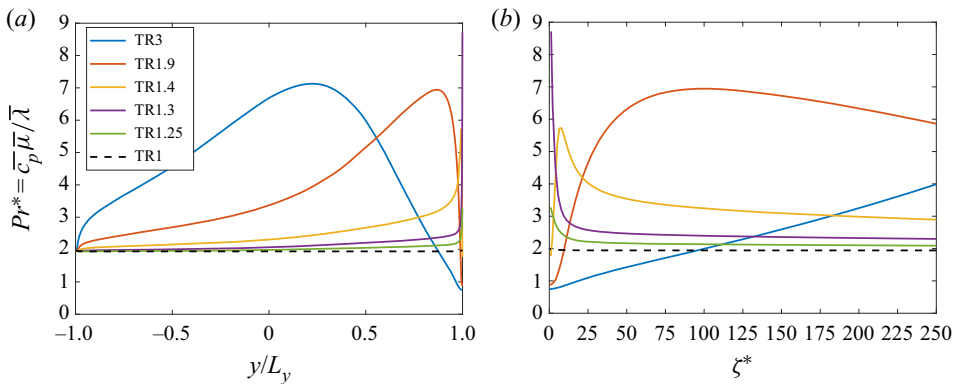 (a)
(b)
Pr* = c̅p μ̅/λ̅
9
8
7
6
5
4
3
2
1
0
TR3
TR1.9
TR1.4
TR1.3
TR1.25
TR1
−1.0 −0.5 0 0.5 1.0
y/Ly
9
8
7
6
5
4
3
2
1
0
0 25 50 75 100 125 150 175 200 225 250
ζ*